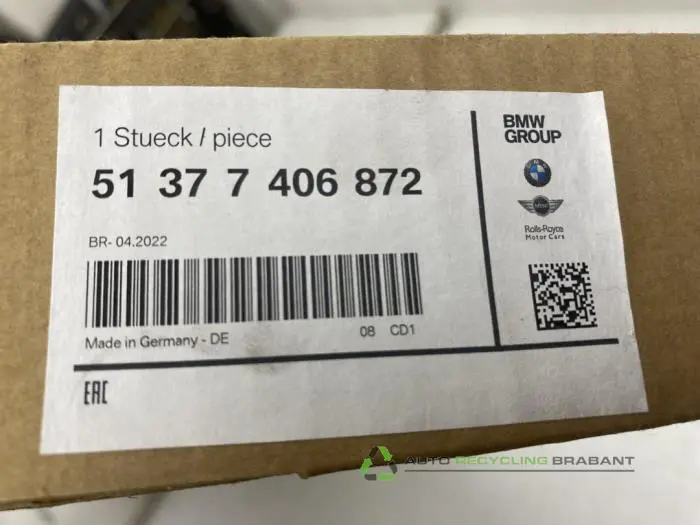 1 Stueck / piece
51 37 7 406 872
BR- 04.2022
Made in Germany - DE
08 CD1
EAC
BMW
GROUP
MINI
Rolls-Royce
Motor Cars
AUTO RECYCLING BRABANT